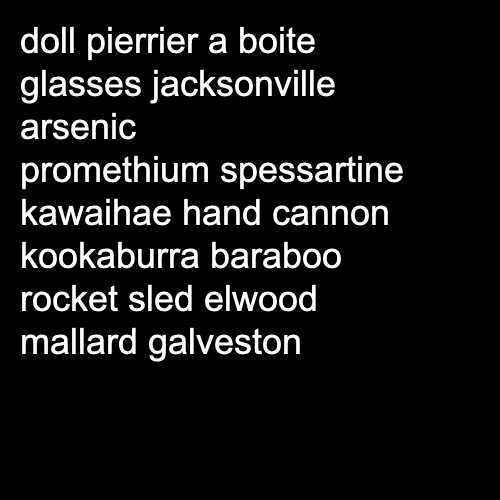 doll pierrier a boite
glasses jacksonville
arsenic
promethium spessartine
kawaihae hand cannon
kookaburra baraboo
rocket sled elwood
mallard galveston